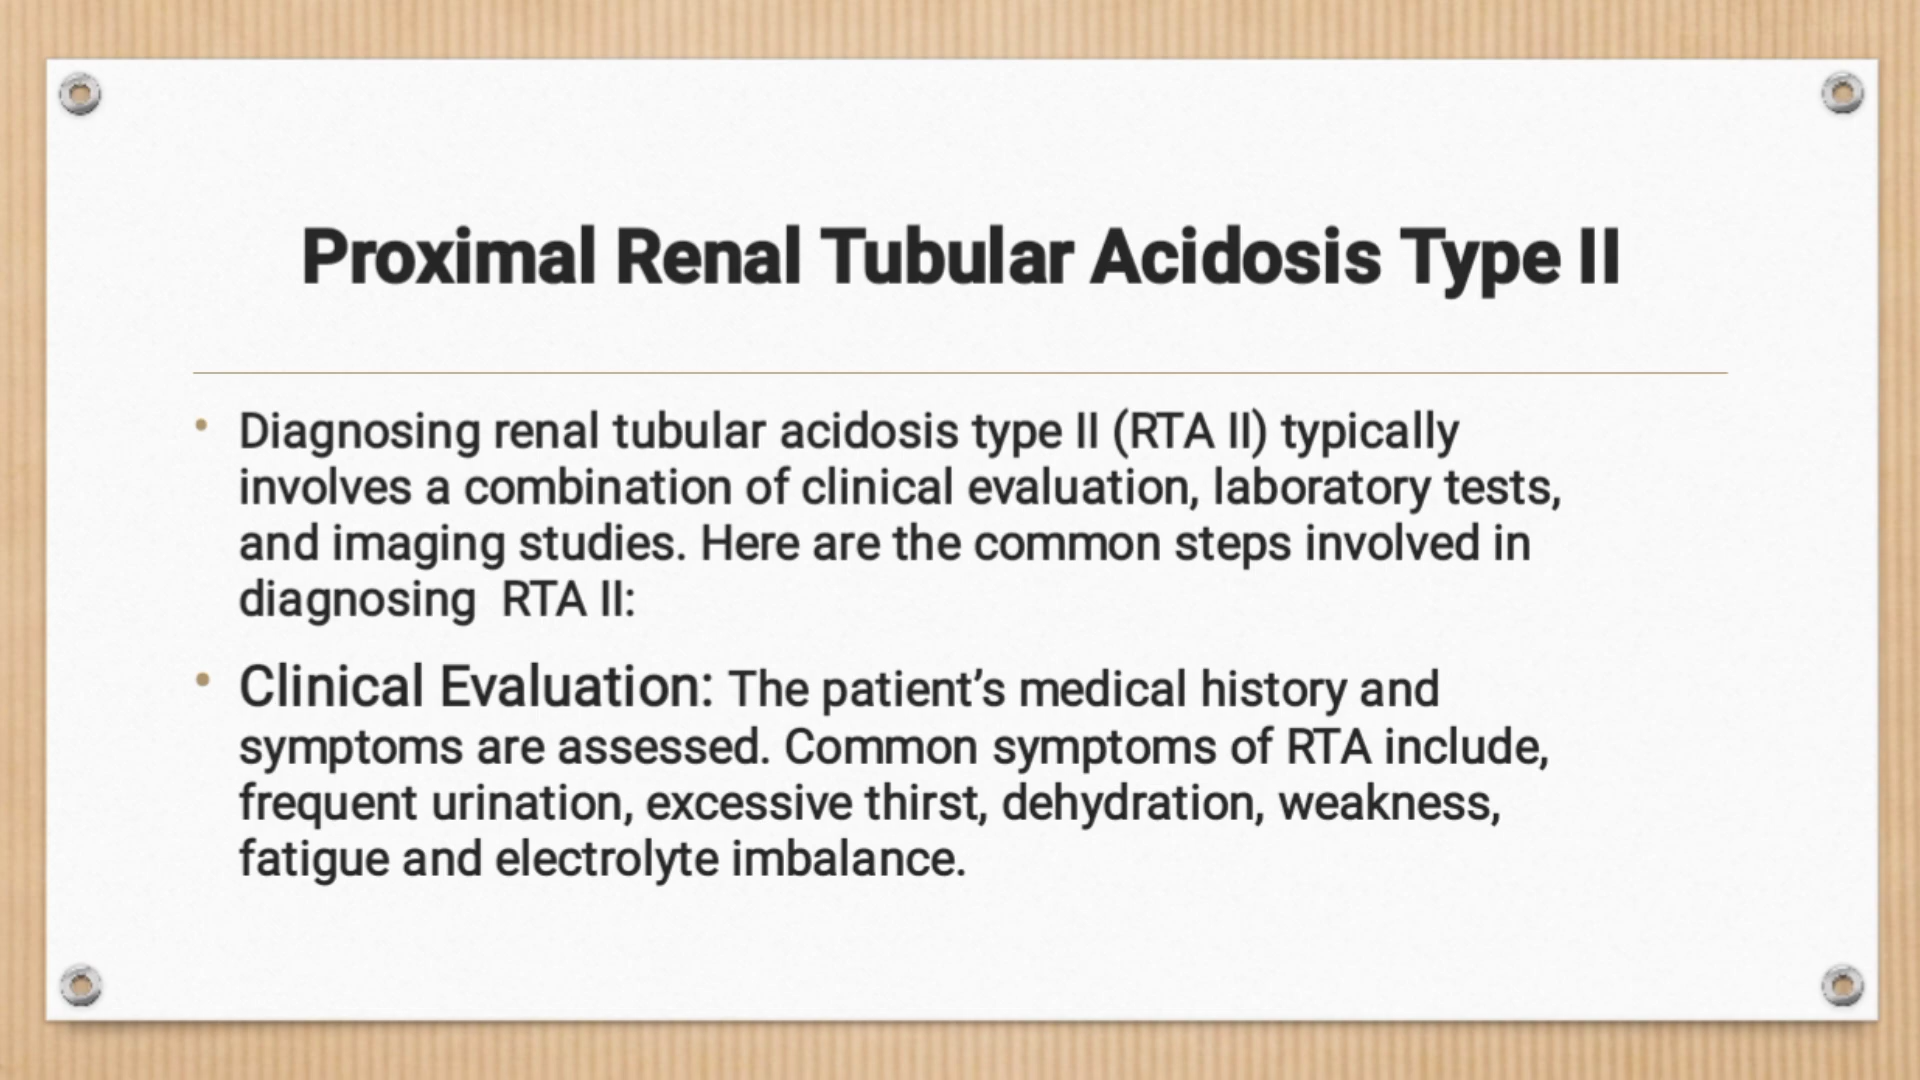 Proximal Renal Tubular Acidosis Type II
• Diagnosing renal tubular acidosis type II (RTA II) typically
involves a combination of clinical evaluation, laboratory tests,
and imaging studies. Here are the common steps involved in
diagnosing  RTA II:
• Clinical Evaluation: The patient’s medical history and
symptoms are assessed. Common symptoms of RTA include,
frequent urination, excessive thirst, dehydration, weakness,
fatigue and electrolyte imbalance.